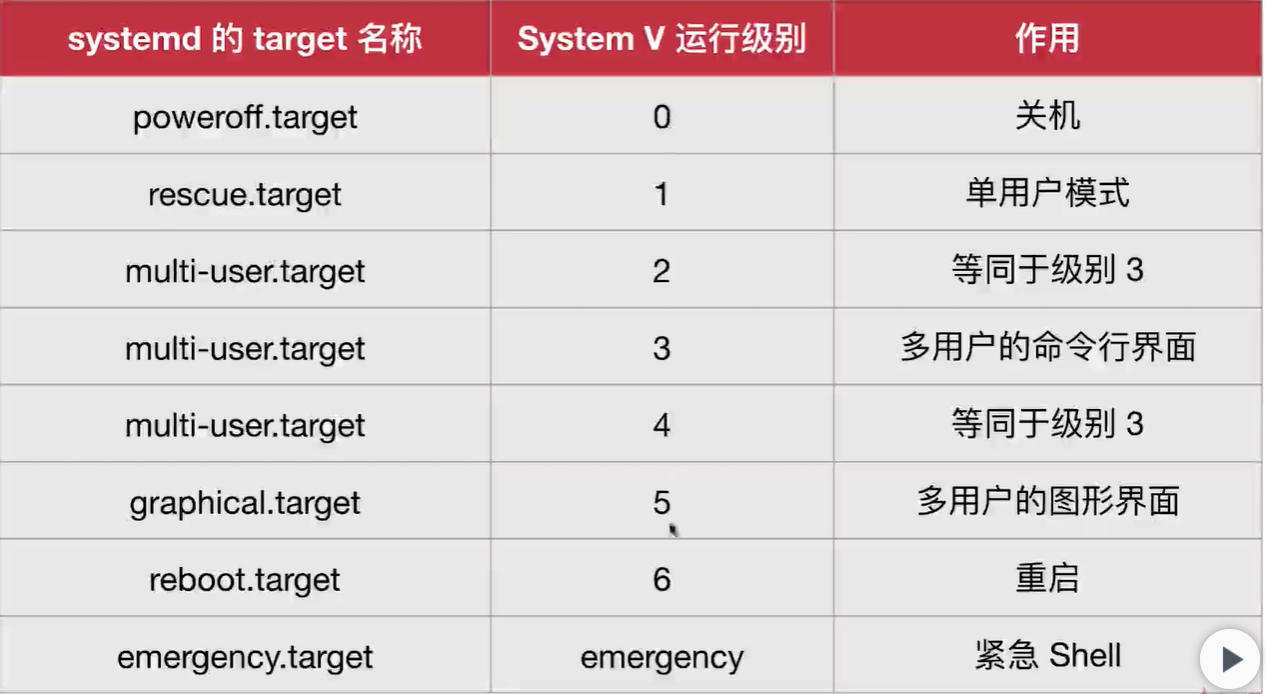 systemd 的 target 名称 System V 运行级别 作用
poweroff.target 0 关机
rescue.target 1 单用户模式
multi-user.target 2 等同于级别 3
multi-user.target 3 多用户的命令行界面
multi-user.target 4 等同于级别 3
graphical.target 5 多用户的图形界面
reboot.target 6 重启
emergency.target emergency 紧急 Shell